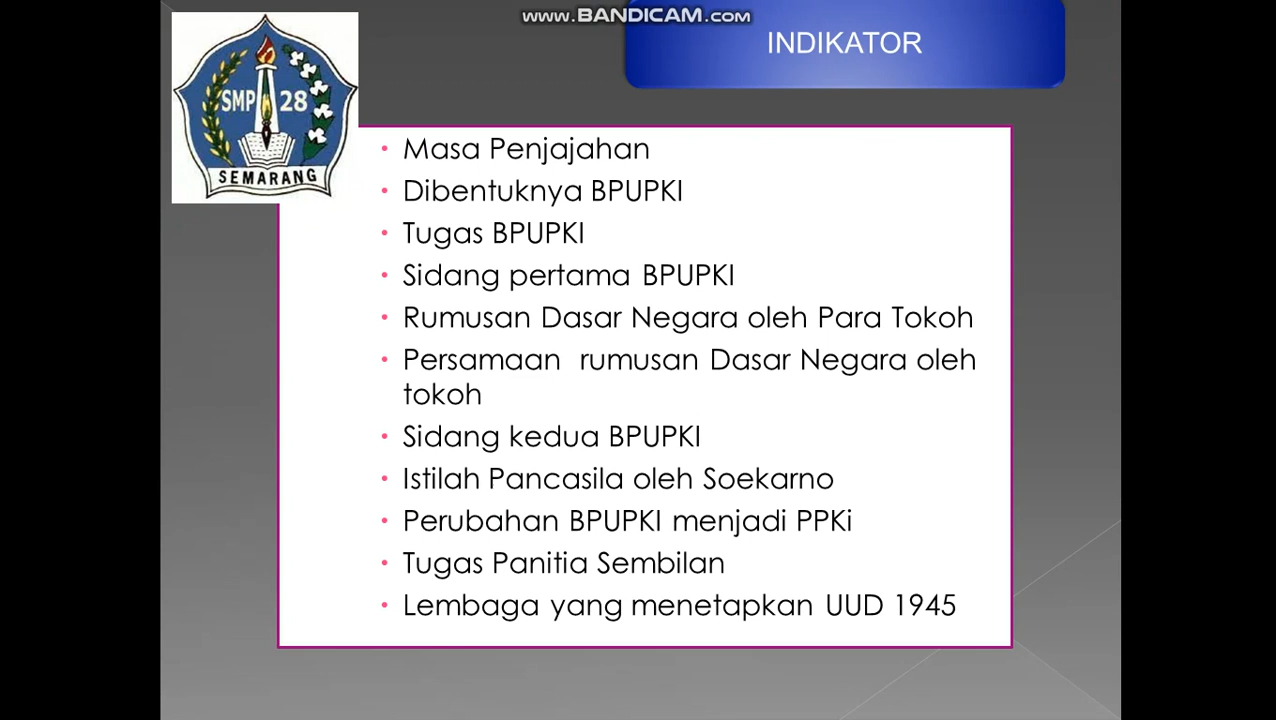 www.BANDICAM.com
INDIKATOR
SMP 28
SEMARANG
• Masa Penjajahan
• Dibentuknya BPUPKI
• Tugas BPUPKI
• Sidang pertama BPUPKI
• Rumusan Dasar Negara oleh Para Tokoh
• Persamaan  rumusan Dasar Negara oleh
tokoh
• Sidang kedua BPUPKI
• Istilah Pancasila oleh Soekarno
• Perubahan BPUPKI menjadi PPKi
• Tugas Panitia Sembilan
• Lembaga yang menetapkan UUD 1945